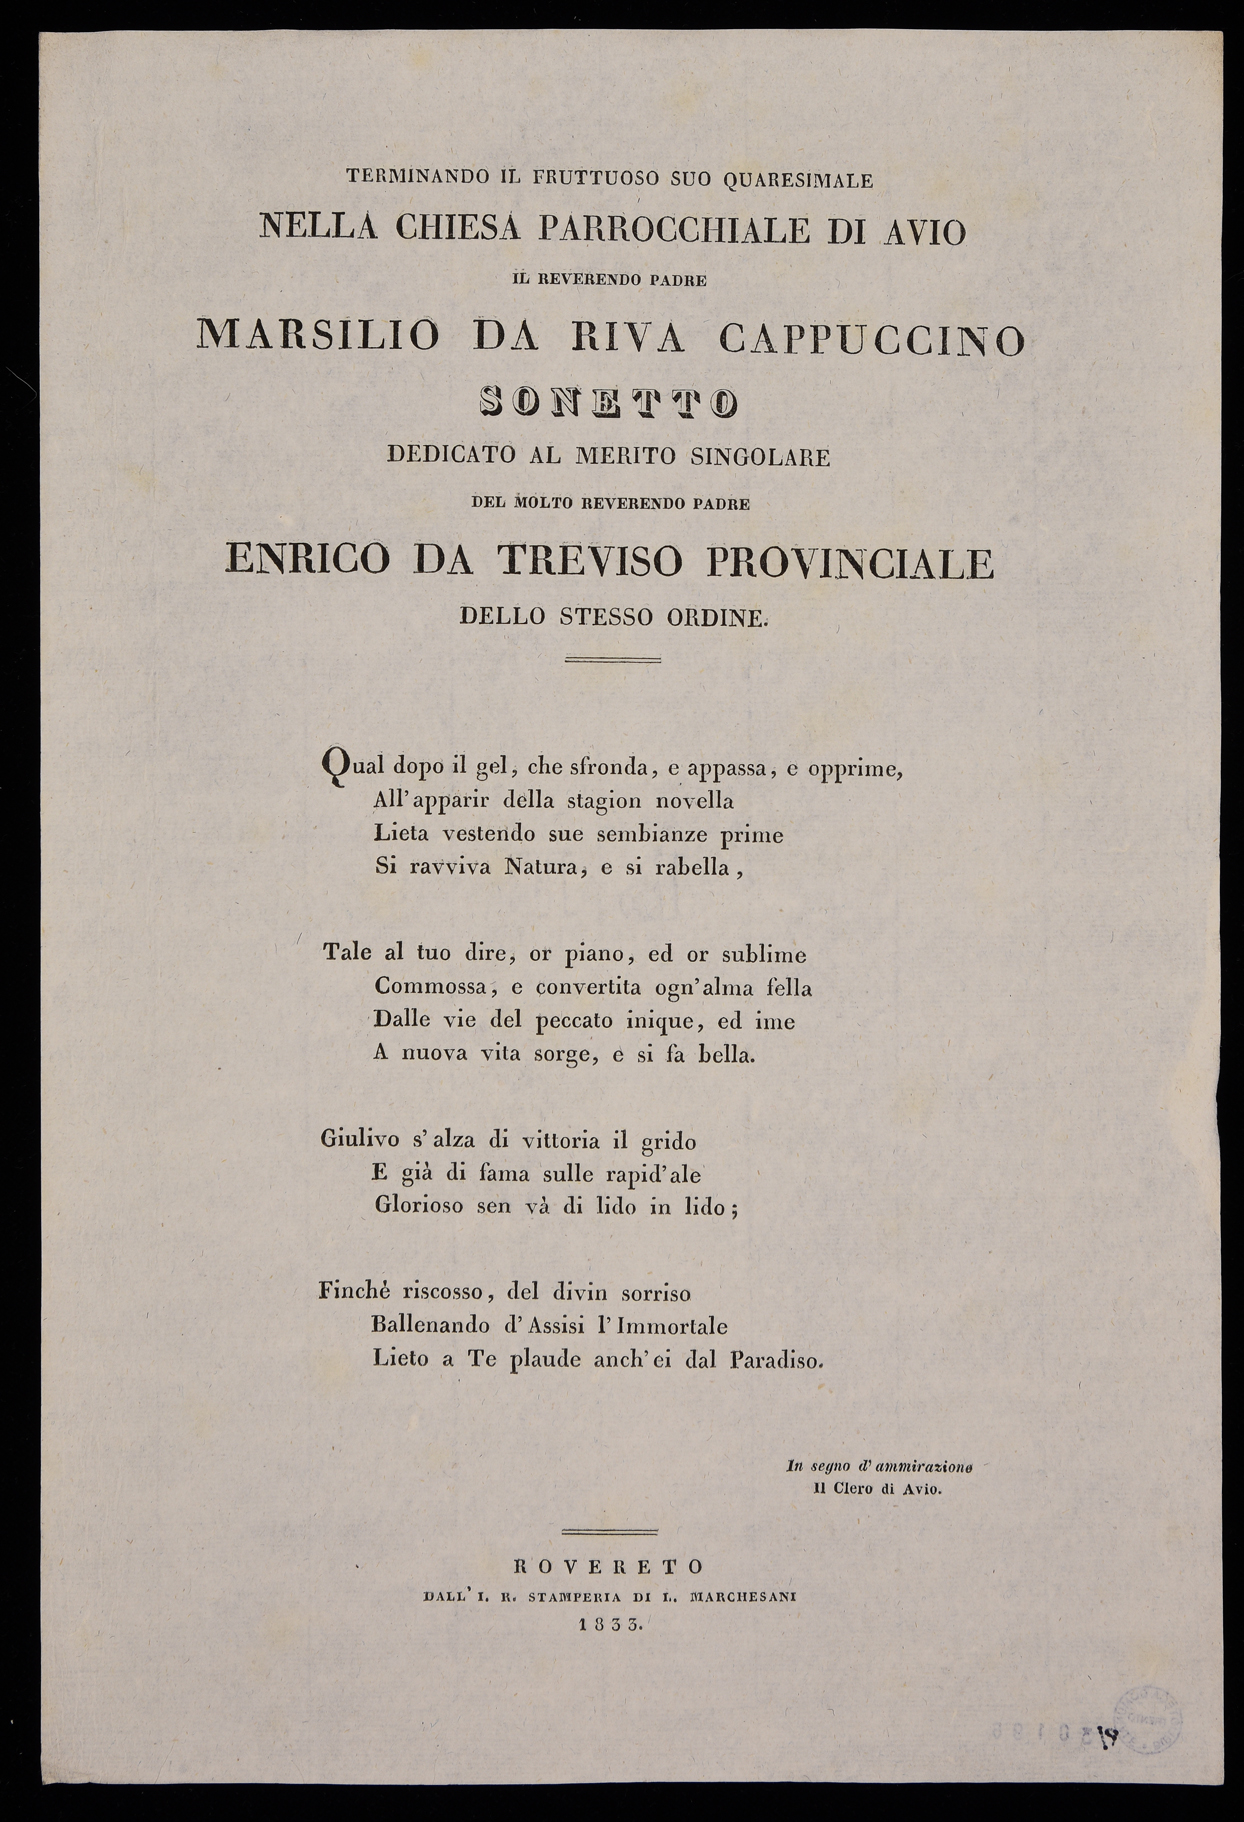 TERMINANDO IL FRUTTUOSO SUO QUARESIMALE
NELLA CHIESA PARROCCHIALE DI AVIO
IL REVERENDO PADRE
MARSILIO DA RIVA CAPPUCCINO
SONETTO
DEDICATO AL MERITO SINGOLARE
DEL MOLTO REVERENDO PADRE
ENRICO DA TREVISO PROVINCIALE
DELLO STESSO ORDINE.
Qual dopo il gel, che sfronda, e appassa, e opprime,
All' apparir della stagion novella
Lieta vestendo sue sembianze prime
Si ravviva Natura, e si rabella,
Tale al tuo dire, or piano, ed or sublime
Commossa, e convertita ogn' alma fella
Dalle vie del peccato inique, ed ime
A nuova vita sorge, e si fa bella.
Giulivo s' alza di vittoria il grido
E già di fama sulle rapid' ale
Glorioso sen và di lido in lido;
Finchè riscosso, del divin sorriso
Ballenando d' Assisi l' Immortale
Lieto a Te plaude anch' ei dal Paradiso.
In segno d' ammirazione
Il Clero di Avio.
ROVERETO
DALL' I. R. STAMPERIA DI L. MARCHESANI
1833.